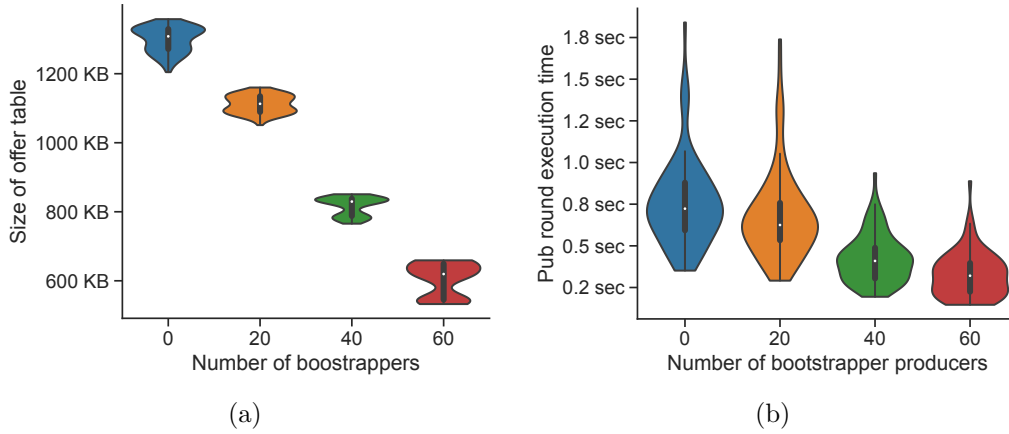 Size of offer table
1200 KB
1000 KB
800 KB
600 KB
0
20
40
60
Number of boostrappers
(a)
Pub round execution time
1.8 sec
1.5 sec
1.2 sec
1.0 sec
0.8 sec
0.5 sec
0.2 sec
0
20
40
60
Number of bootstrapper producers
(b)